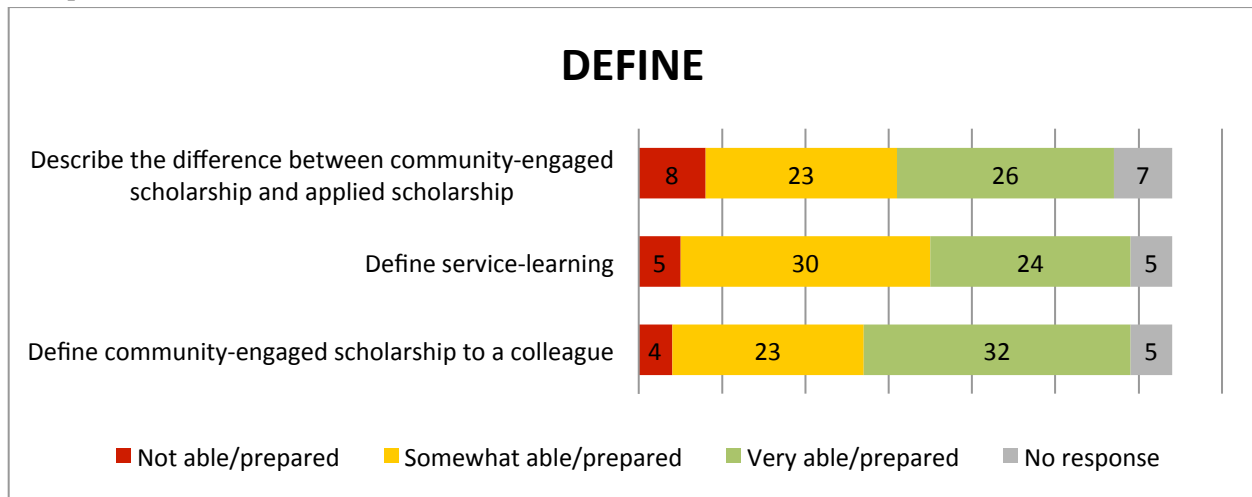 DEFINE
Describe the difference between community-engaged
scholarship and applied scholarship
8 23 26 7
Define service-learning
5 30 24 5
Define community-engaged scholarship to a colleague
4 23 32 5
Not able/prepared Somewhat able/prepared Very able/prepared No response